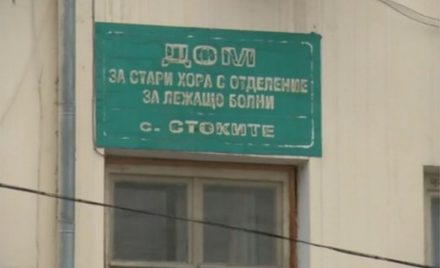 ДОМ
ЗА СТАРИ ХОРА С ОТДЕЛЕНИЕ
ЗА ЛЕЖАЩО БОЛНИ
с. СТОКИТЕ